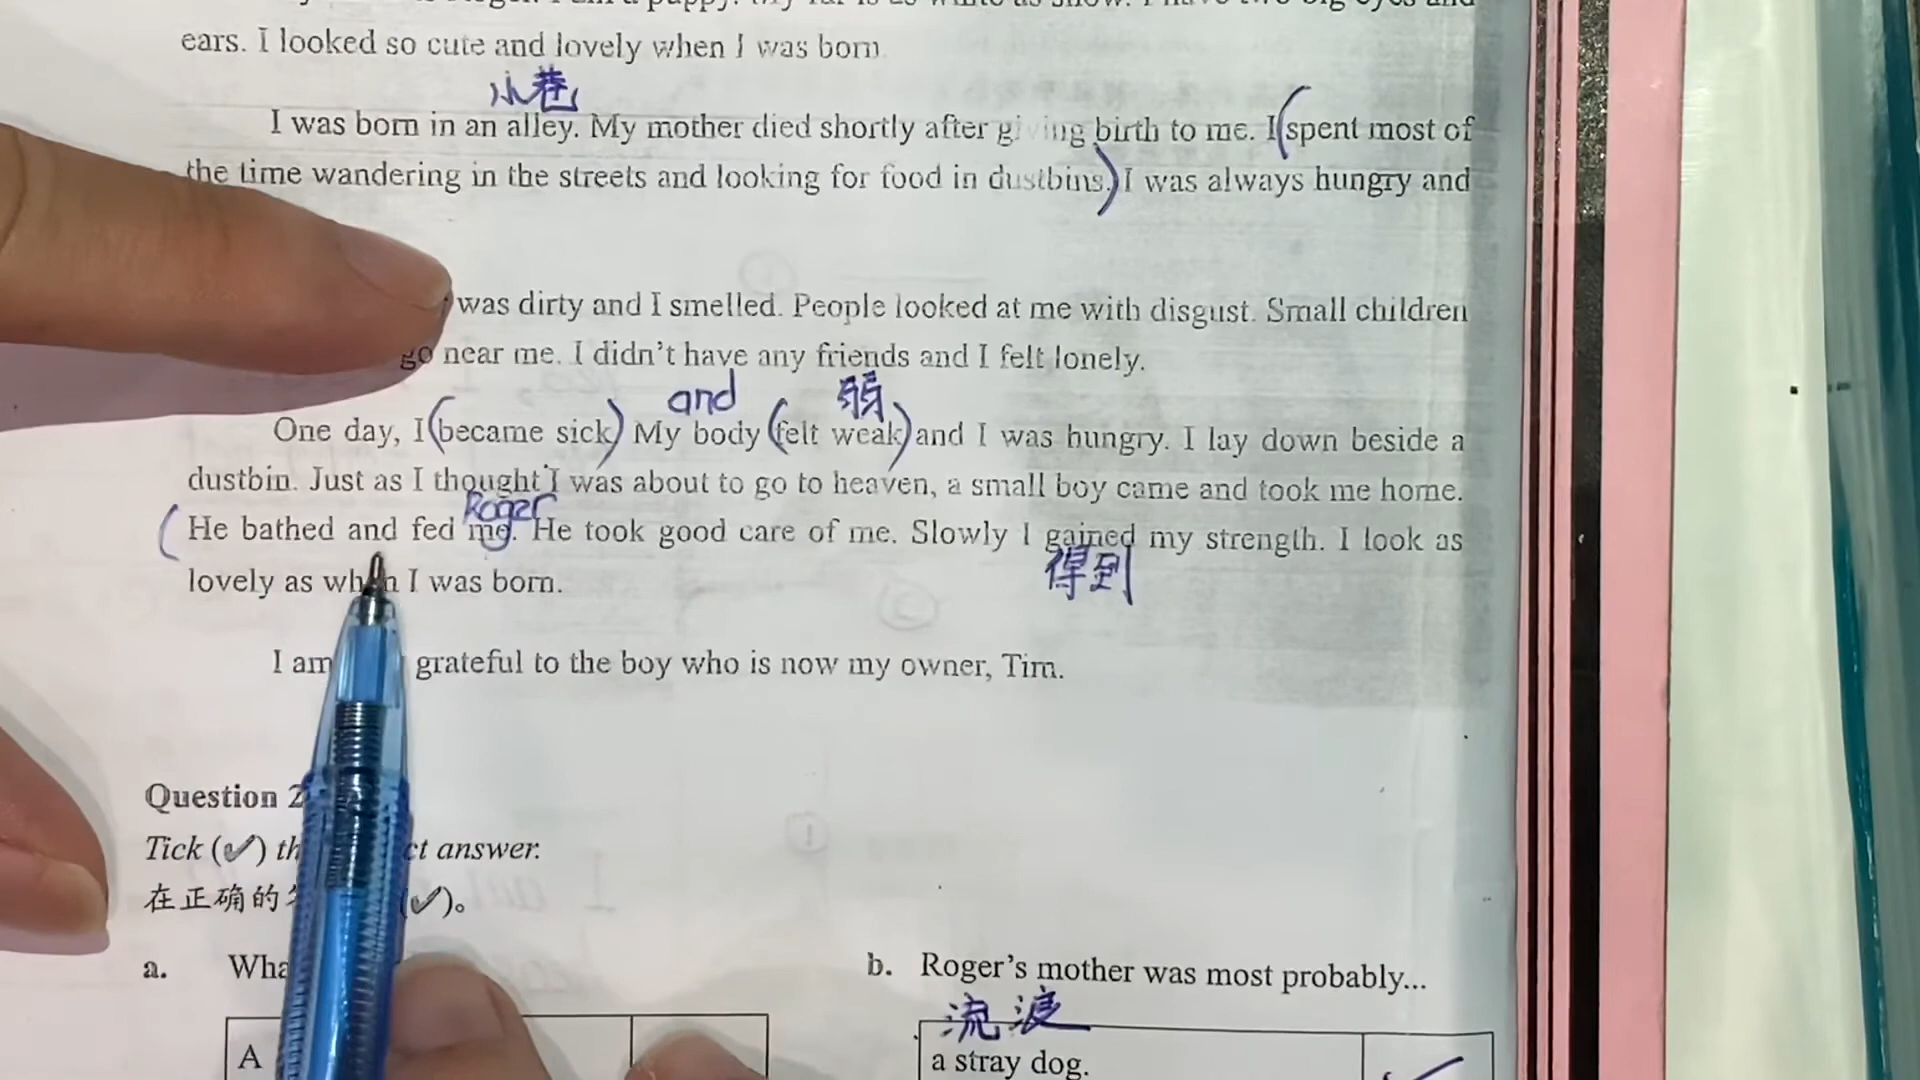 ears. I looked so cute and lovely when I was born
小巷
I was born in an alley. My mother died shortly after giving birth to me. I (spent most of
the time wandering in the streets and looking for food in dustbins.) I was always hungry and
was dirty and I smelled. People looked at me with disgust. Small children
go near me. I didn't have any friends and I felt lonely.
and 弱
One day, I (became sick) My body (felt weak) and I was hungry. I lay down beside a
dustbin. Just as I thought I was about to go to heaven, a small boy came and took me home.
Roger
(He bathed and fed me. He took good care of me. Slowly I gained my strength. I look as
得到
lovely as when I was born.
I am grateful to the boy who is now my owner, Tim.
Question 2
Tick (✓) th ct answer.
在正确的 (✓)。
a. Wha
b. Roger's mother was most probably...
流浪
A
a stray dog. ✓